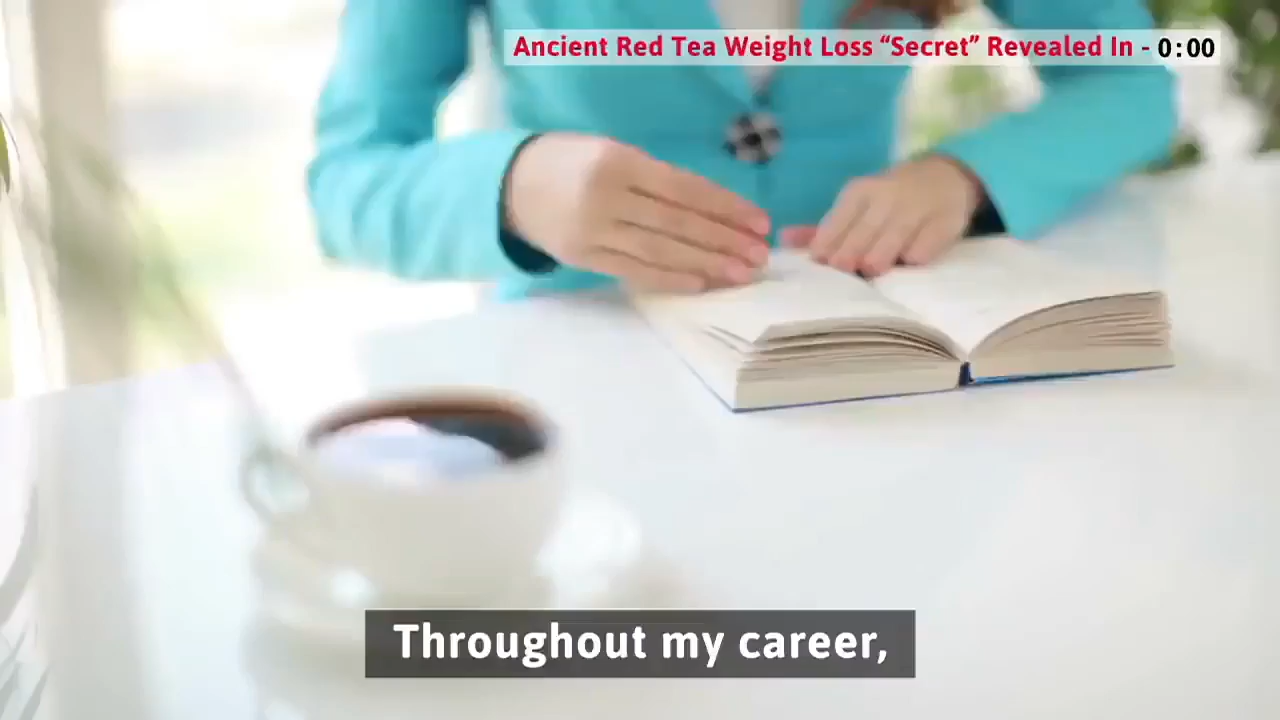 Ancient Red Tea Weight Loss “Secret” Revealed In - 0:00
Throughout my career,